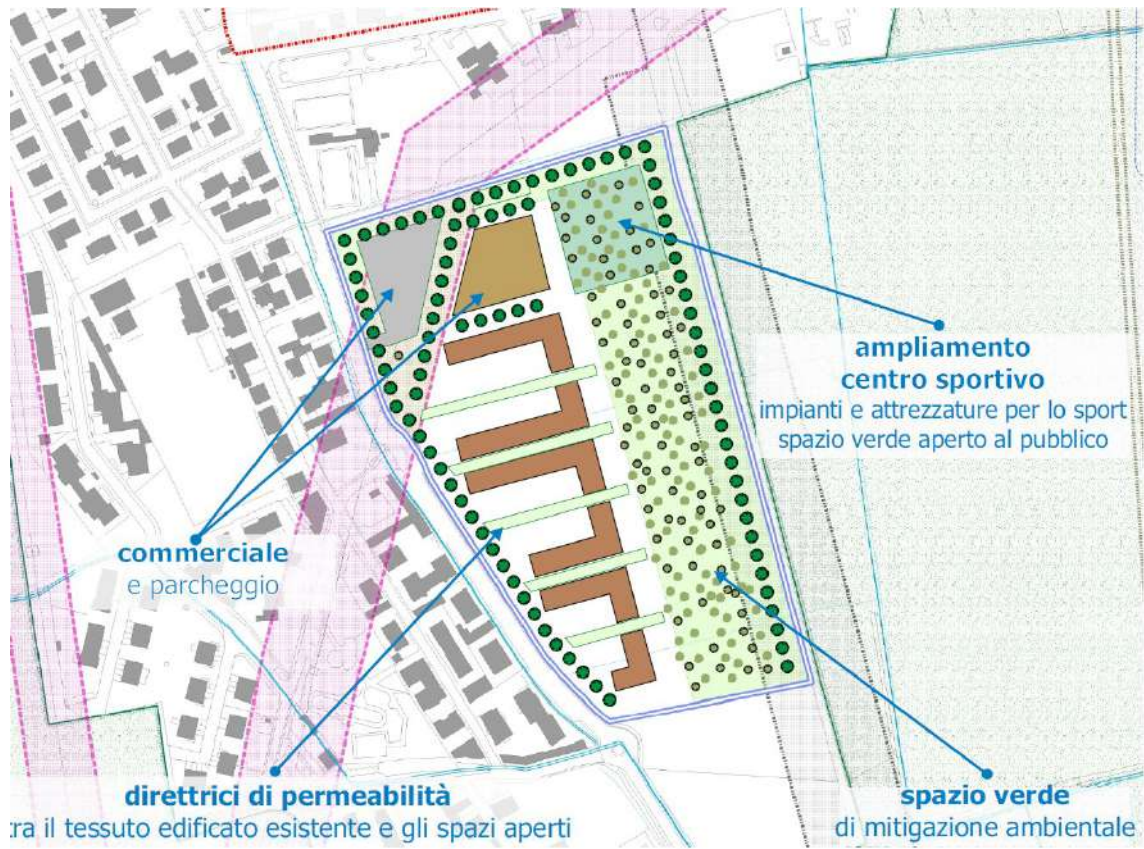 ampliamento
centro sportivo
impianti e attrezzature per lo sport
spazio verde aperto al pubblico
commerciale
e parcheggio
direttrici di permeabilità
tra il tessuto edificato esistente e gli spazi aperti
spazio verde
di mitigazione ambientale